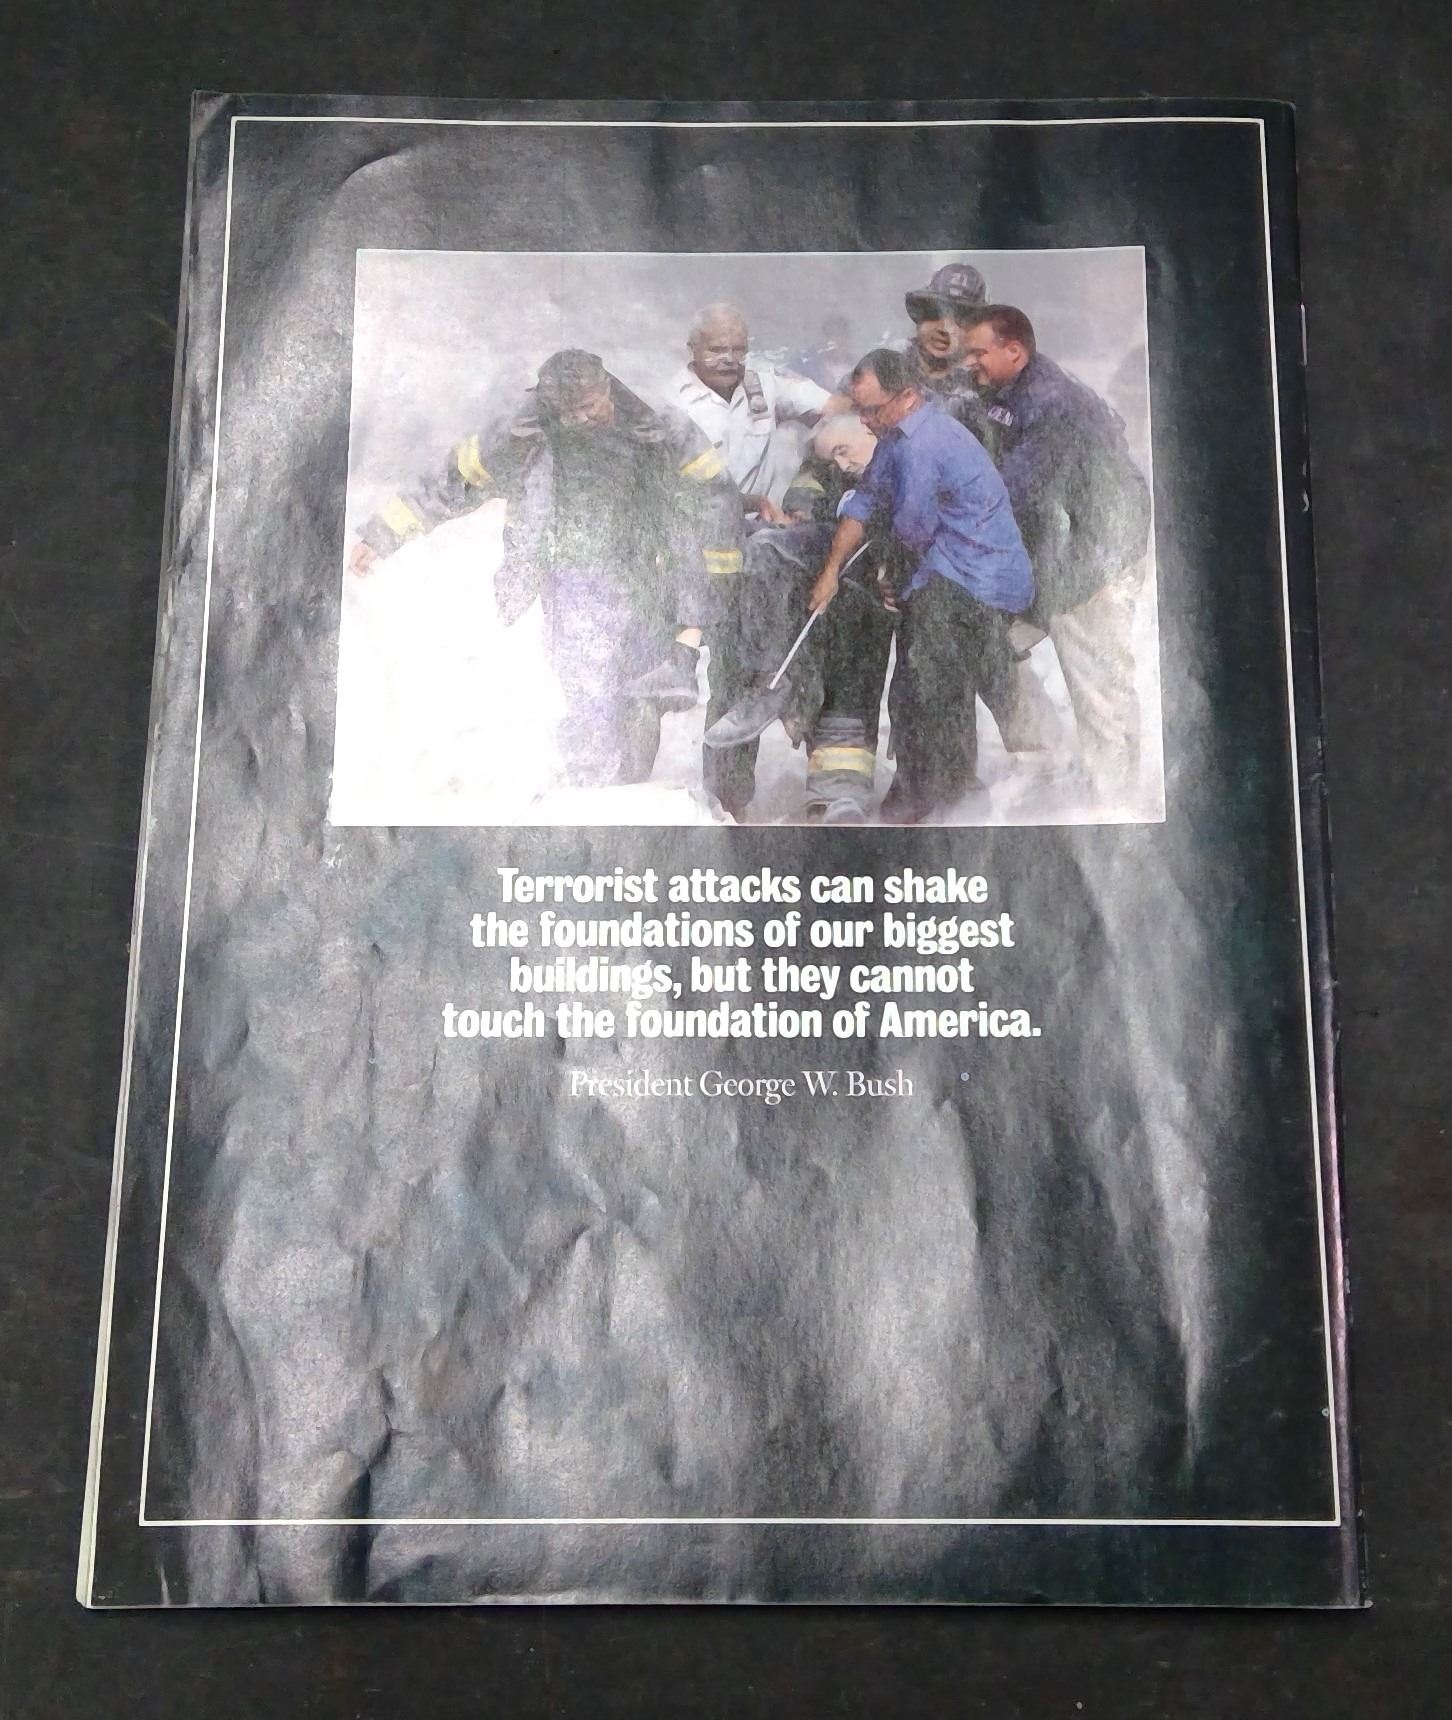 21
Terrorist attacks can shake
the foundations of our biggest
buildings, but they cannot
touch the foundation of America.
President George W. Bush